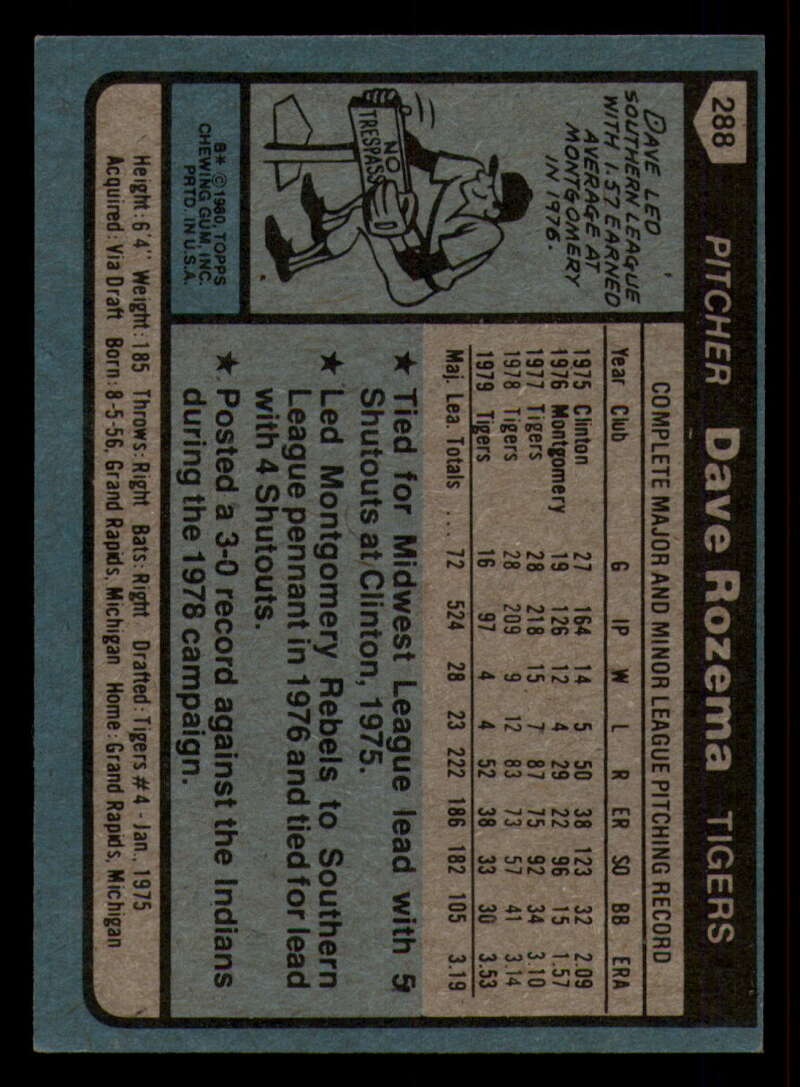 288 PITCHER Dave Rozema TIGERS
DAVE LED
SOUTHERN LEAGUE
WITH 1.57 EARNED
AVERAGE AT
MONTGOMERY
IN 1976.
NO
TRESPASS
B* ©1980, TOPPS
CHEWING GUM, INC.
PRTD. IN U.S.A.
COMPLETE MAJOR AND MINOR LEAGUE PITCHING RECORD
Year Club G IP W L R ER SO BB ERA
1975 Clinton 27 164 14 5 50 38 123 32 2.09
1976 Montgomery 19 126 12 4 29 22 96 15 1.57
1977 Tigers 28 218 15 7 87 75 92 34 3.10
1978 Tigers 28 209 9 12 83 73 57 41 3.14
1979 Tigers 16 97 4 4 52 38 33 30 3.53
Maj. Lea. Totals ... 72 524 28 23 222 186 182 105 3.19
★ Tied for Midwest League lead with 5
Shutouts at Clinton, 1975.
★ Led Montgomery Rebels to Southern
League pennant in 1976 and tied for lead
with 4 Shutouts.
★ Posted a 3-0 record against the Indians
during the 1978 campaign.
Height: 6'4" Weight: 185 Throws: Right Bats: Right Drafted: Tigers #4 - Jan., 1975
Acquired: Via Draft Born: 8-5-56, Grand Rapids, Michigan Home: Grand Rapids, Michigan